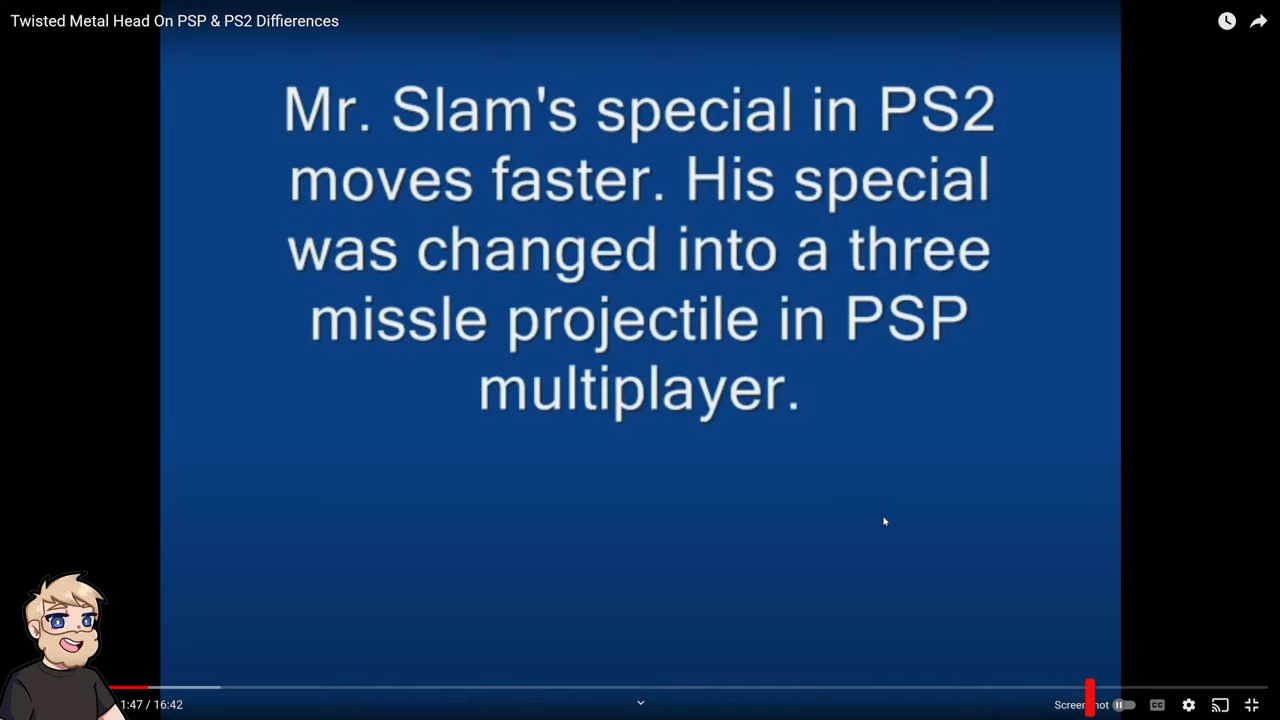 Twisted Metal Head On PSP & PS2 Diffierences
Mr. Slam's special in PS2
moves faster. His special
was changed into a three
missle projectile in PSP
multiplayer.
1:47 / 16:42
CC